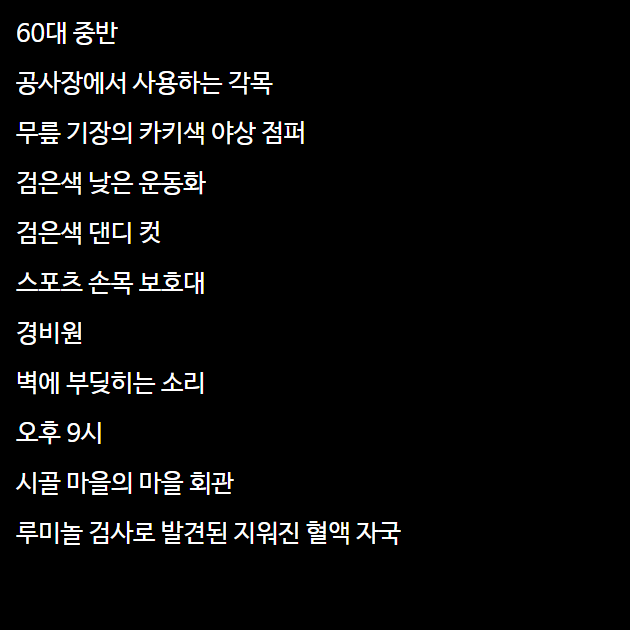 60대 중반
공사장에서 사용하는 각목
무릎 기장의 카키색 야상 점퍼
검은색 낮은 운동화
검은색 댄디 컷
스포츠 손목 보호대
경비원
벽에 부딪히는 소리
오후 9시
시골 마을의 마을 회관
루미놀 검사로 발견된 지워진 혈액 자국